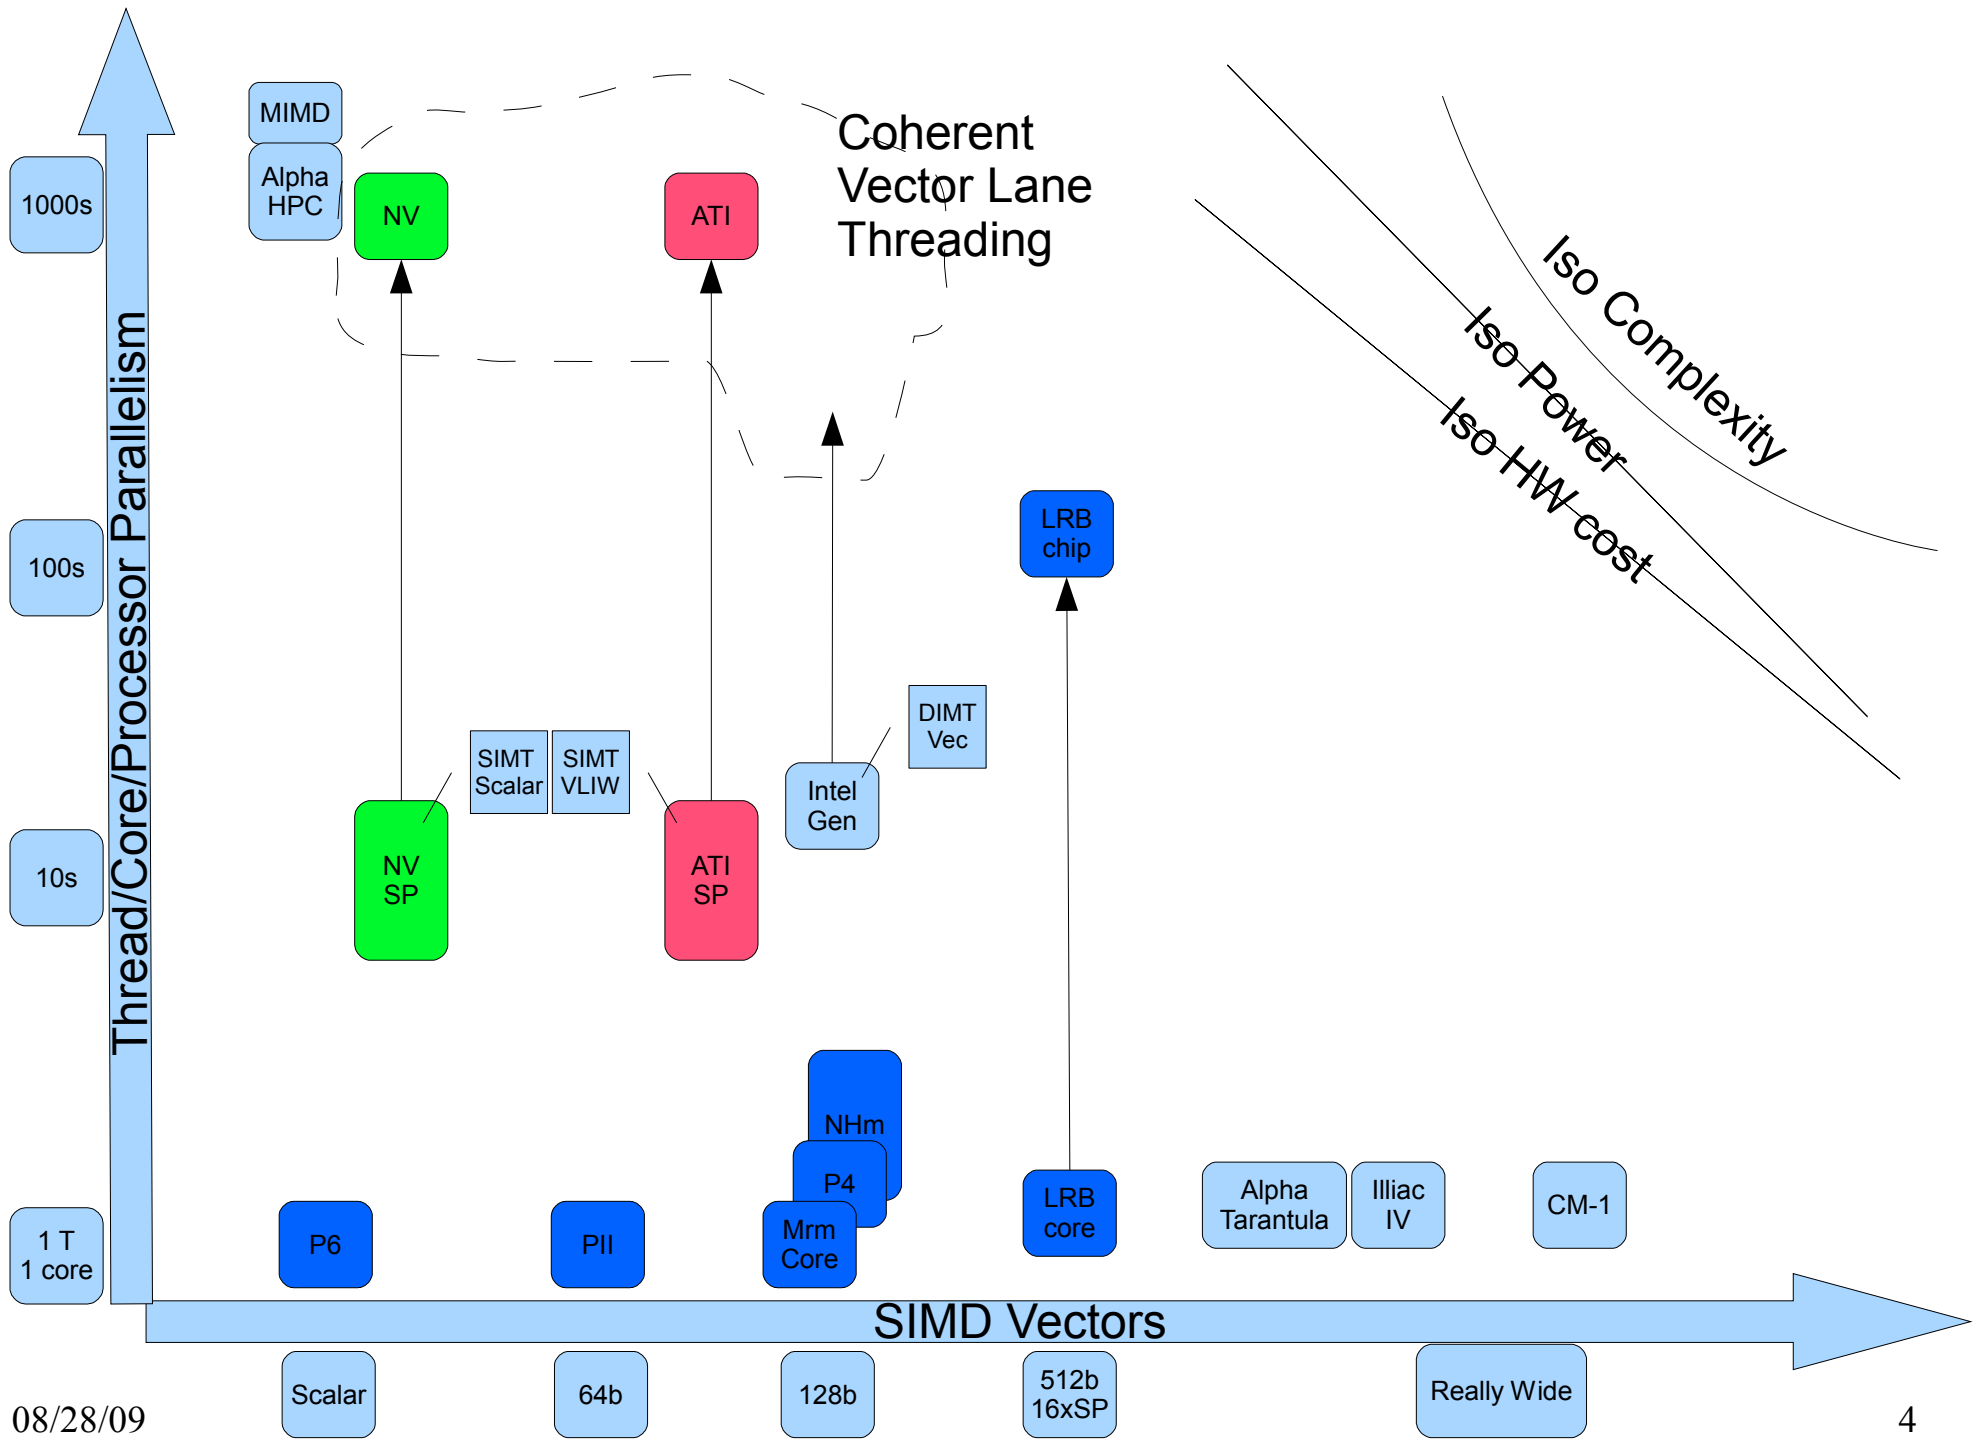 MIMD
Alpha
HPC
1000s
NV
ATI
Coherent
Vector Lane
Threading
Iso Complexity
Iso Power
Iso HW cost
Thread/Core/Processor Parallelism
LRB
chip
100s
DIMT
Vec
SIMT
Scalar
SIMT
VLIW
Intel
Gen
10s
NV
SP
ATI
SP
NHm
P4
Mrm
Core
1 T
1 core
P6
PII
LRB
core
Alpha
Tarantula
Illiac
IV
CM-1
SIMD Vectors
Scalar
64b
128b
512b
16xSP
Really Wide
08/28/09
4